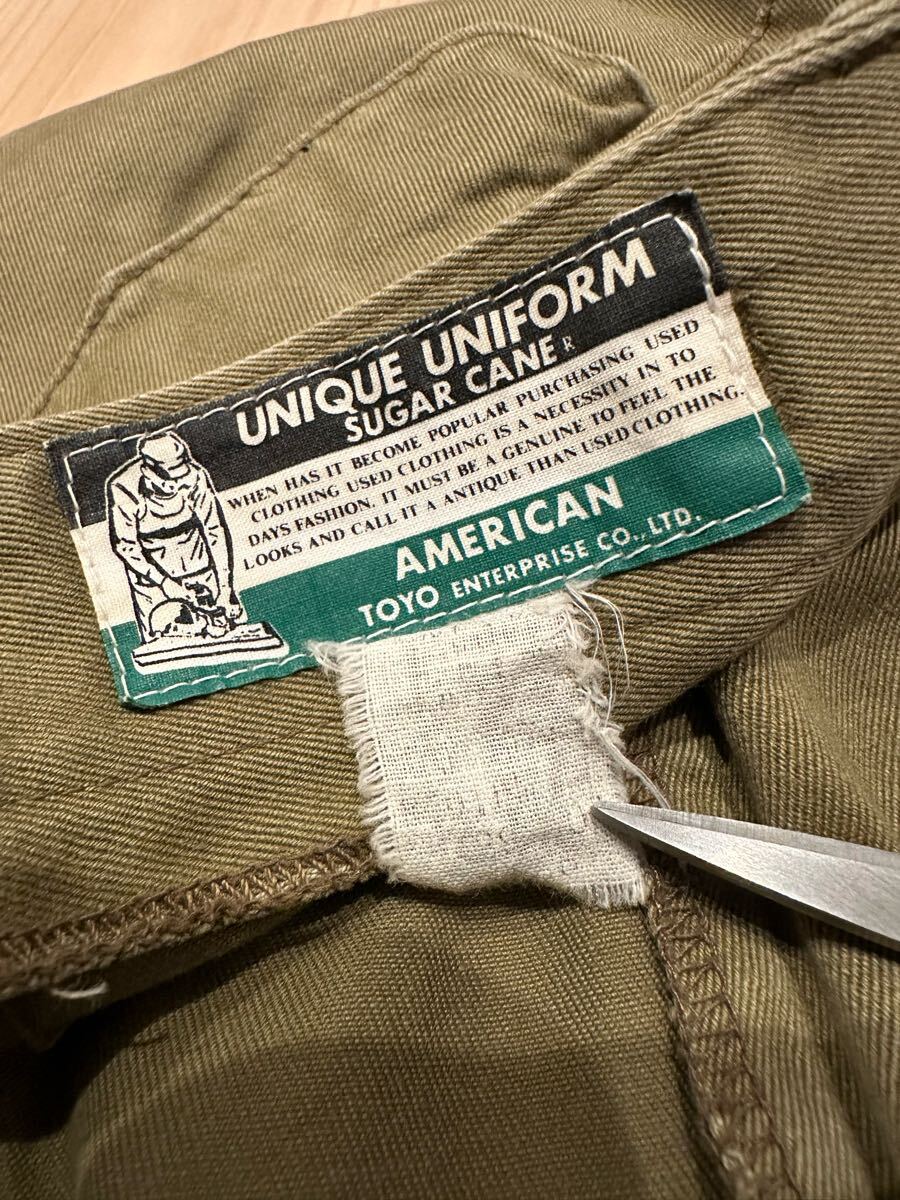 UNIQUE UNIFORM
SUGAR CANE R
WHEN HAS IT BECOME POPULAR PURCHASING USED
CLOTHING USED CLOTHING IS A NECESSITY IN TO
DAYS FASHION. IT MUST BE A GENUINE TO FEEL THE
LOOKS AND CALL IT A ANTIQUE THAN USED CLOTHING.
AMERICAN
TOYO ENTERPRISE CO., LTD.